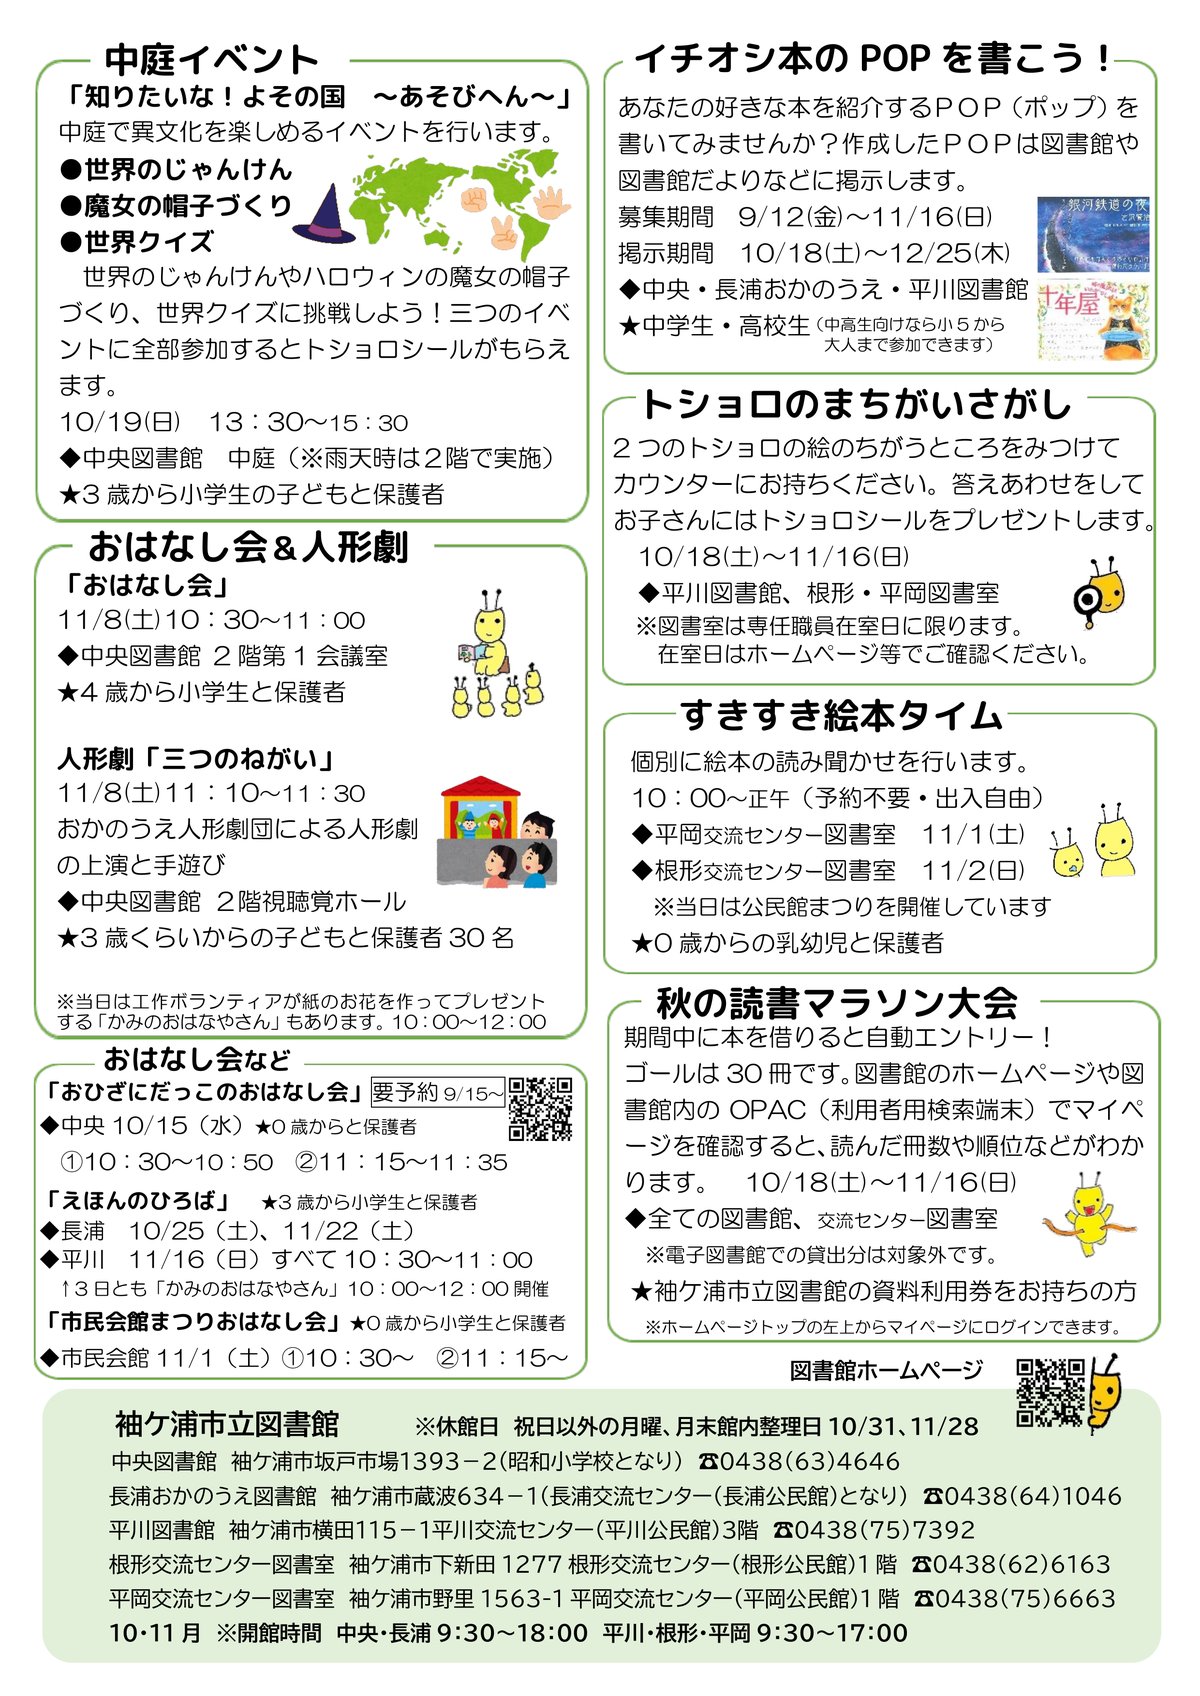 中庭イベント
「知りたいな！よその国　～あそびへん～」
中庭で異文化を楽しめるイベントを行います。
●世界のじゃんけん
●魔女の帽子づくり
●世界クイズ
世界のじゃんけんやハロウィンの魔女の帽子
づくり、世界クイズに挑戦しよう！三つのイベ
ントに全部参加するとトショロシールがもらえ
ます。
10/19(日)　13：30～15：30
◆中央図書館　中庭（※雨天時は２階で実施）
★3歳から小学生の子どもと保護者
おはなし会＆人形劇
「おはなし会」
11/8(土)10：30～11：00
◆中央図書館 ２階第１会議室
★4歳から小学生と保護者
人形劇「三つのねがい」
11/8(土)11：10～11：30
おかのうえ人形劇団による人形劇
の上演と手遊び
◆中央図書館 ２階視聴覚ホール
★3歳くらいからの子どもと保護者30名
※当日は工作ボランティアが紙のお花を作ってプレゼント
する「かみのおはなやさん」もあります。10：00～12：00
おはなし会など
「おひざにだっこのおはなし会」 要予約 9/15～
◆中央 10/15（水）★0歳からと保護者
①10：30～10：50　②11：15～11：35
「えほんのひろば」　★3歳から小学生と保護者
◆長浦　10/25（土）、11/22（土）
◆平川　11/16（日）すべて10：30～11：00
↑3日とも「かみのおはなやさん」10：00～12：00開催
「市民会館まつりおはなし会」★0歳から小学生と保護者
◆市民会館 11/1（土）①10：30～　②11：15～
イチオシ本の POP を書こう！
あなたの好きな本を紹介するＰＯＰ（ポップ）を
書いてみませんか？作成したＰＯＰは図書館や
図書館だよりなどに掲示します。
募集期間　9/12(金)～11/16(日)
掲示期間　10/18(土)～12/25(木)
◆中央・長浦おかのうえ・平川図書館
★中学生・高校生（中高生向けなら小５から
大人まで参加できます）
銀河鉄道の夜
宮沢賢治
十年屋
トショロのまちがいさがし
２つのトショロの絵のちがうところをみつけて
カウンターにお持ちください。答えあわせをして
お子さんにはトショロシールをプレゼントします。
10/18(土)～11/16(日)
◆平川図書館、根形・平岡図書室
※図書室は専任職員在室日に限ります。
在室日はホームページ等でご確認ください。
すきすき絵本タイム
個別に絵本の読み聞かせを行います。
10：00～正午（予約不要・出入自由）
◆平岡交流センター図書室　11/1(土)
◆根形交流センター図書室　11/2(日)
※当日は公民館まつりを開催しています
★0歳からの乳幼児と保護者
秋の読書マラソン大会
期間中に本を借りると自動エントリー！
ゴールは30冊です。図書館のホームページや図
書館内の OPAC（利用者用検索端末）でマイペ
ージを確認すると、読んだ冊数や順位などがわか
ります。　10/18(土)～11/16(日)
◆全ての図書館、交流センター図書室
※電子図書館での貸出分は対象外です。
★袖ケ浦市立図書館の資料利用券をお持ちの方
※ホームページトップの左上からマイページにログインできます。
図書館ホームページ
袖ケ浦市立図書館　※休館日　祝日以外の月曜、月末館内整理日 10/31、11/28
中央図書館　袖ケ浦市坂戸市場1393－2(昭和小学校となり)　☎0438(63)4646
長浦おかのうえ図書館　袖ケ浦市蔵波634－1(長浦交流センター(長浦公民館)となり)　☎0438(64)1046
平川図書館　袖ケ浦市横田115－1平川交流センター(平川公民館)3階　☎0438(75)7392
根形交流センター図書室　袖ケ浦市下新田1277根形交流センター(根形公民館)1階　☎0438(62)6163
平岡交流センター図書室　袖ケ浦市野里1563-1平岡交流センター(平岡公民館)1階　☎0438(75)6663
10・11月　※開館時間　中央・長浦 9：30～18：00　平川・根形・平岡 9：30～17：00